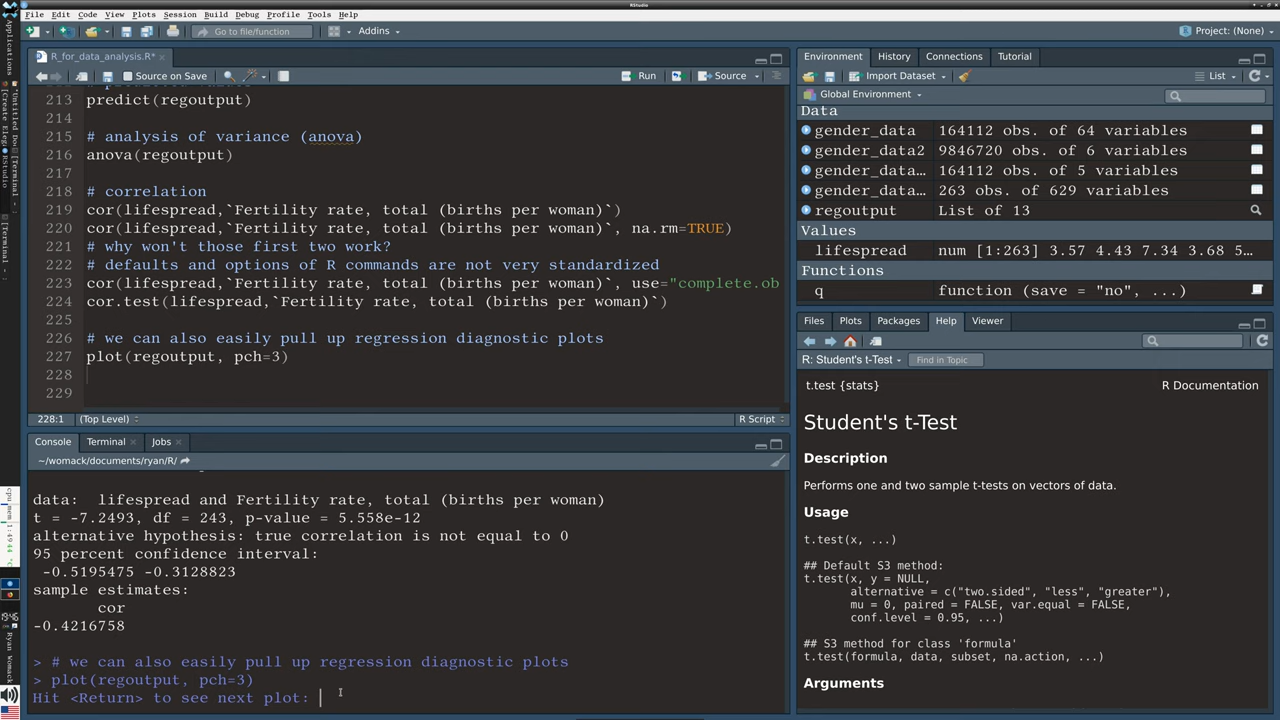 RStudio
File Edit Code View Plots Session Build Debug Profile Tools Help
Go to file/function
Addins
Project: (None)
R_for_data_analysis.R*
Source on Save
Run
Source
213 predict(regoutput)
214
215 # analysis of variance (anova)
216 anova(regoutput)
217
218 # correlation
219 cor(lifespread,`Fertility rate, total (births per woman)`)
220 cor(lifespread,`Fertility rate, total (births per woman)`, na.rm=TRUE)
221 # why won't those first two work?
222 # defaults and options of R commands are not very standardized
223 cor(lifespread,`Fertility rate, total (births per woman)`, use="complete.ob
224 cor.test(lifespread,`Fertility rate, total (births per woman)`)
225
226 # we can also easily pull up regression diagnostic plots
227 plot(regoutput, pch=3)
228
229
228:1 (Top Level) R Script
Console Terminal Jobs
~/womack/documents/ryan/R/
data:  lifespread and Fertility rate, total (births per woman)
t = -7.2493, df = 243, p-value = 5.558e-12
alternative hypothesis: true correlation is not equal to 0
95 percent confidence interval:
-0.5195475 -0.3128823
sample estimates:
cor
-0.4216758
> # we can also easily pull up regression diagnostic plots
> plot(regoutput, pch=3)
Hit <Return> to see next plot:
Environment History Connections Tutorial
Import Dataset List
Global Environment
Data
gender_data 164112 obs. of 64 variables
gender_data2 9846720 obs. of 6 variables
gender_data... 164112 obs. of 5 variables
gender_data... 263 obs. of 629 variables
regoutput List of 13
Values
lifespread num [1:263] 3.57 4.43 7.34 3.68 5...
Functions
q function (save = "no", ...)
Files Plots Packages Help Viewer
R: Student's t-Test Find in Topic
t.test {stats} R Documentation
Student's t-Test
Description
Performs one and two sample t-tests on vectors of data.
Usage
t.test(x, ...)
## Default S3 method:
t.test(x, y = NULL,
alternative = c("two.sided", "less", "greater"),
mu = 0, paired = FALSE, var.equal = FALSE,
conf.level = 0.95, ...)
## S3 method for class 'formula'
t.test(formula, data, subset, na.action, ...)
Arguments
Applications
[Terminal -
RStudio
[Terminal -
cpu mem 1:49:44
19:46
Ryan Womack